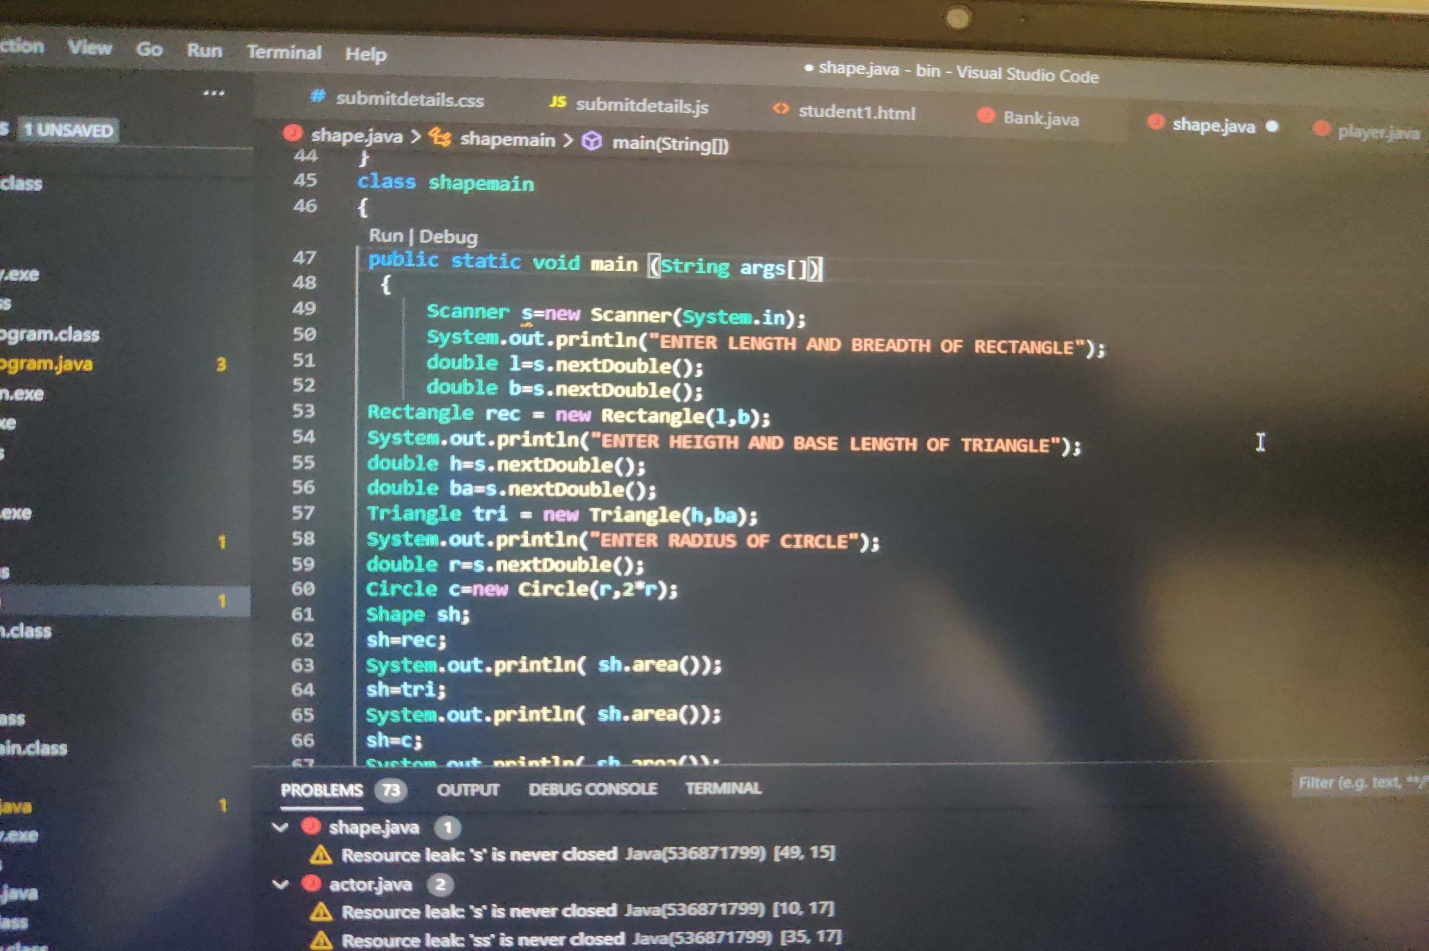 View Go Run Terminal Help
shape.java - bin - Visual Studio Code
...
1 UNSAVED
# submitdetails.css
JS submitdetails.js
<> student1.html
Bank.java
shape.java
player.java
shape.java > shapemain > main(String[])
44 }
45 class shapemain
46 {
Run | Debug
47 public static void main (String args[])
48 {
49 Scanner s=new Scanner(System.in);
50 System.out.println("ENTER LENGTH AND BREADTH OF RECTANGLE");
51 double l=s.nextDouble();
52 double b=s.nextDouble();
53 Rectangle rec = new Rectangle(l,b);
54 System.out.println("ENTER HEIGTH AND BASE LENGTH OF TRIANGLE");
55 double h=s.nextDouble();
56 double ba=s.nextDouble();
57 Triangle tri = new Triangle(h,ba);
58 System.out.println("ENTER RADIUS OF CIRCLE");
59 double r=s.nextDouble();
60 Circle c=new Circle(r,2*r);
61 Shape sh;
62 sh=rec;
63 System.out.println( sh.area());
64 sh=tri;
65 System.out.println( sh.area());
66 sh=c;
67 System.out.println( sh.area());
.class
.exe
ogram.class
ogram.java 3
n.exe
.exe
1
1
n.class
ain.class
java 1
.exe
.java
PROBLEMS 73 OUTPUT DEBUG CONSOLE TERMINAL
Filter (e.g. text, **/
shape.java 1
Resource leak: 's' is never closed Java(536871799) [49, 15]
actor.java 2
Resource leak: 's' is never closed Java(536871799) [10, 17]
Resource leak: 'ss' is never closed Java(536871799) [35, 17]